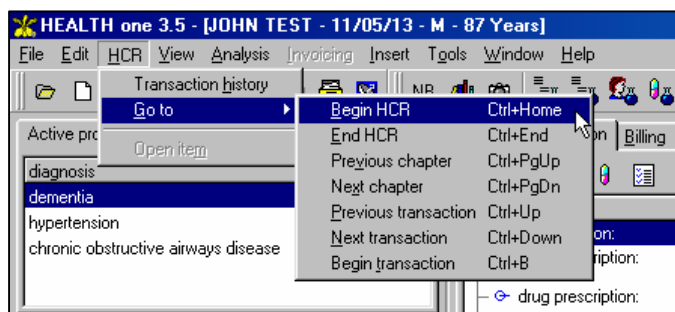 HEALTH one 3.5 - [JOHN TEST - 11/05/13 - M - 87 Years]
File Edit HCR View Analysis Invoicing Insert Tools Window Help
Transaction history
NR
Go to
Begin HCR Ctrl+Home
Active pro
on Billing
End HCR Ctrl+End
Open item
Previous chapter Ctrl+PgUp
diagnosis
Next chapter Ctrl+PgDn
dementia
Previous transaction Ctrl+Up
hypertension
Next transaction Ctrl+Down
on:
chronic obstructive airways disease
Begin transaction Ctrl+B
ription:
drug prescription: